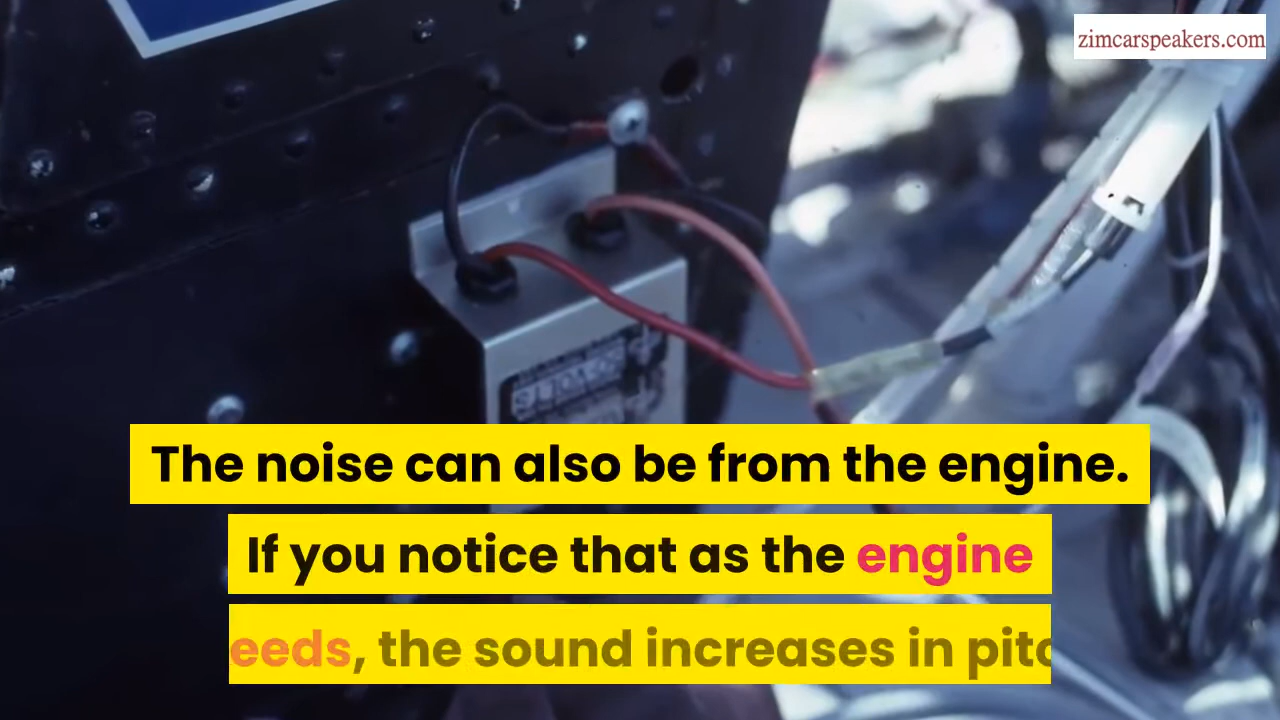 zimcarspeakers.com
The noise can also be from the engine.
If you notice that as the engine
eeds, the sound increases in pitc